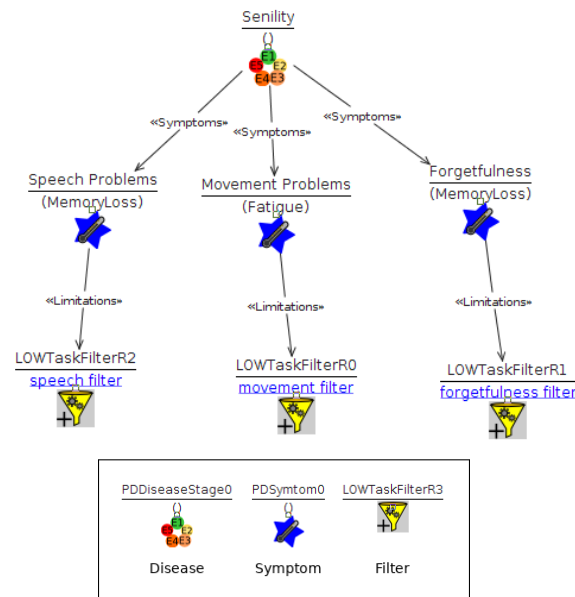 Senility
()
E1
E5 E2
E4 E3
«Symptoms»
«Symptoms»
«Symptoms»
Speech Problems
(MemoryLoss)
Movement Problems
(Fatigue)
Forgetfulness
(MemoryLoss)
«Limitations»
«Limitations»
«Limitations»
LOWTaskFilterR2
speech filter
LOWTaskFilterR0
movement filter
LOWTaskFilterR1
forgetfulness filter
PDDiseaseStage0
()
E1
E5 E2
E4 E3
Disease
PDSymtom0
()
Symptom
LOWTaskFilterR3
Filter